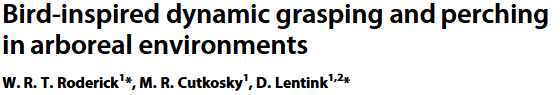 Bird-inspired dynamic grasping and perching
in arboreal environments
W. R. T. Roderick¹*, M. R. Cutkosky¹, D. Lentink¹,²*